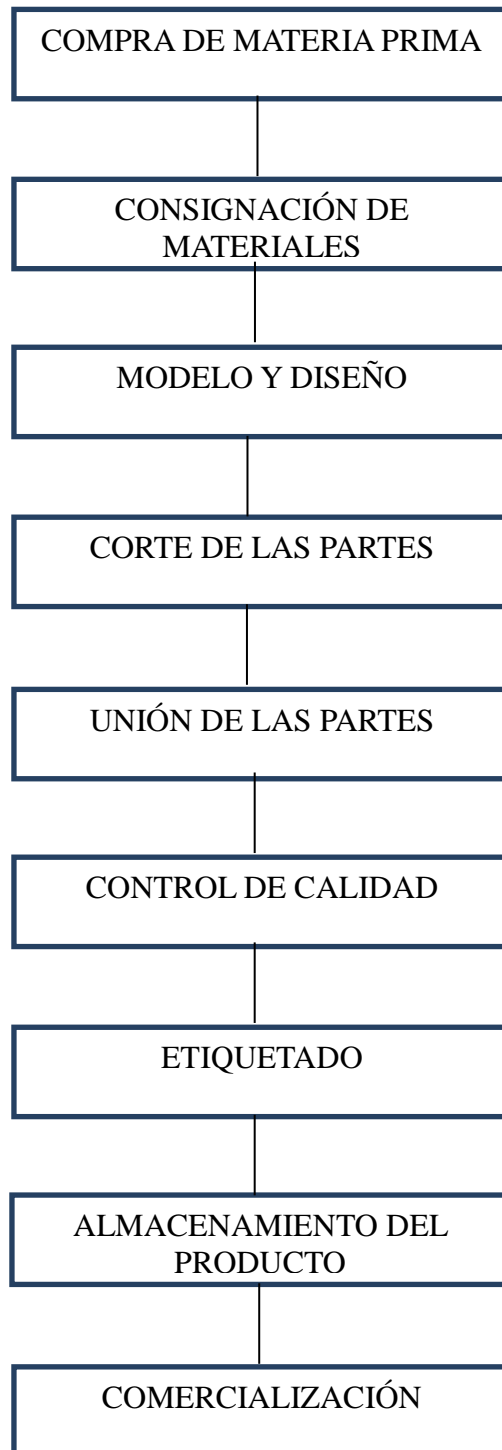 COMPRA DE MATERIA PRIMA
CONSIGNACIÓN DE
MATERIALES
MODELO Y DISEÑO
CORTE DE LAS PARTES
UNIÓN DE LAS PARTES
CONTROL DE CALIDAD
ETIQUETADO
ALMACENAMIENTO DEL
PRODUCTO
COMERCIALIZACIÓN